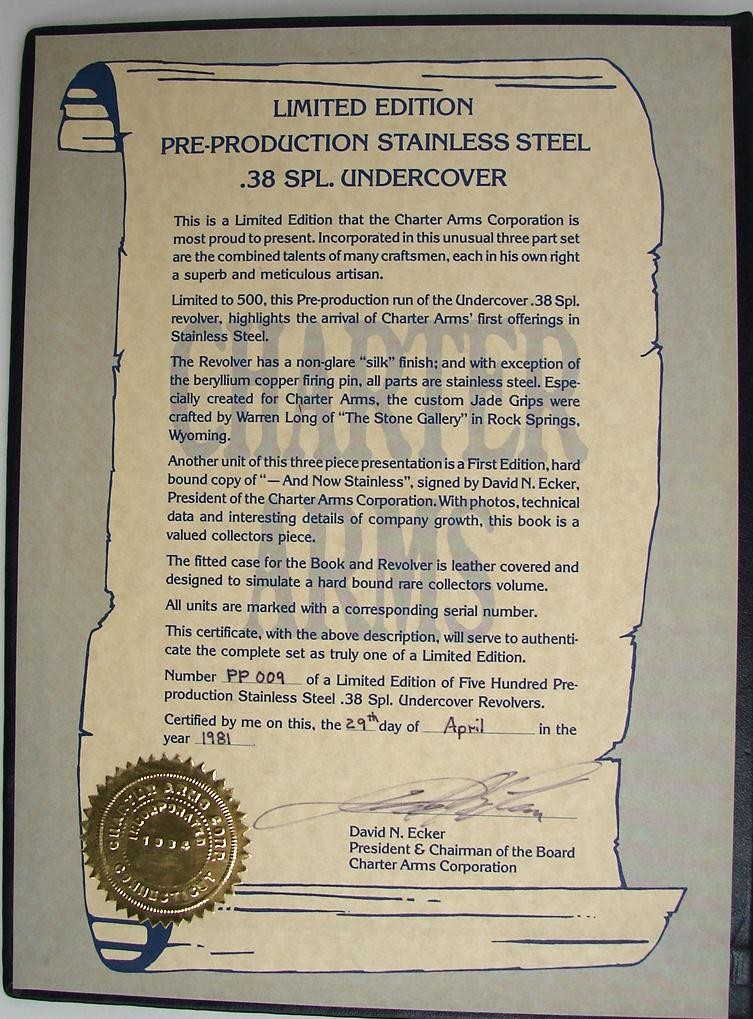 LIMITED EDITION
PRE-PRODUCTION STAINLESS STEEL
.38 SPL. UNDERCOVER
This is a Limited Edition that the Charter Arms Corporation is
most proud to present. Incorporated in this unusual three part set
are the combined talents of many craftsmen, each in his own right
a superb and meticulous artisan.
Limited to 500, this Pre-production run of the Undercover .38 Spl.
revolver, highlights the arrival of Charter Arms' first offerings in
Stainless Steel.
The Revolver has a non-glare "silk" finish; and with exception of
the beryllium copper firing pin, all parts are stainless steel. Espe-
cially created for Charter Arms, the custom Jade Grips were
crafted by Warren Long of "The Stone Gallery" in Rock Springs,
Wyoming.
Another unit of this three piece presentation is a First Edition, hard
bound copy of "— And Now Stainless", signed by David N. Ecker,
President of the Charter Arms Corporation. With photos, technical
data and interesting details of company growth, this book is a
valued collectors piece.
The fitted case for the Book and Revolver is leather covered and
designed to simulate a hard bound rare collectors volume.
All units are marked with a corresponding serial number.
This certificate, with the above description, will serve to authenti-
cate the complete set as truly one of a Limited Edition.
Number PP 009 of a Limited Edition of Five Hundred Pre-
production Stainless Steel .38 Spl. Undercover Revolvers.
Certified by me on this, the 29th day of April in the
year 1981
David N. Ecker
President & Chairman of the Board
Charter Arms Corporation
CHARTER ARMS
CHARTER ARMS CORP.
INCORPORATED
CONNECTICUT